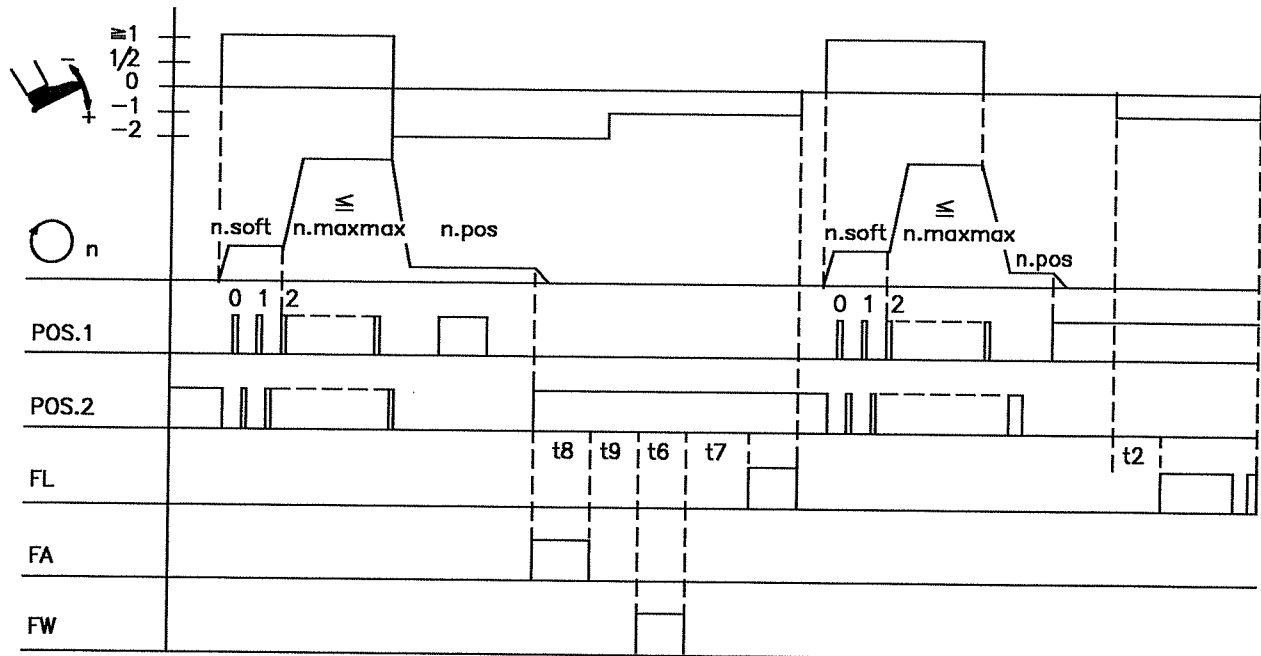 ≧1
1/2
0
−1
−2
−
+
n
n.soft
≦
n.maxmax
n.pos
n.soft
≦
n.maxmax
n.pos
0 1 2
0 1 2
POS.1
POS.2
t8 t9 t6 t7
t2
FL
FA
FW